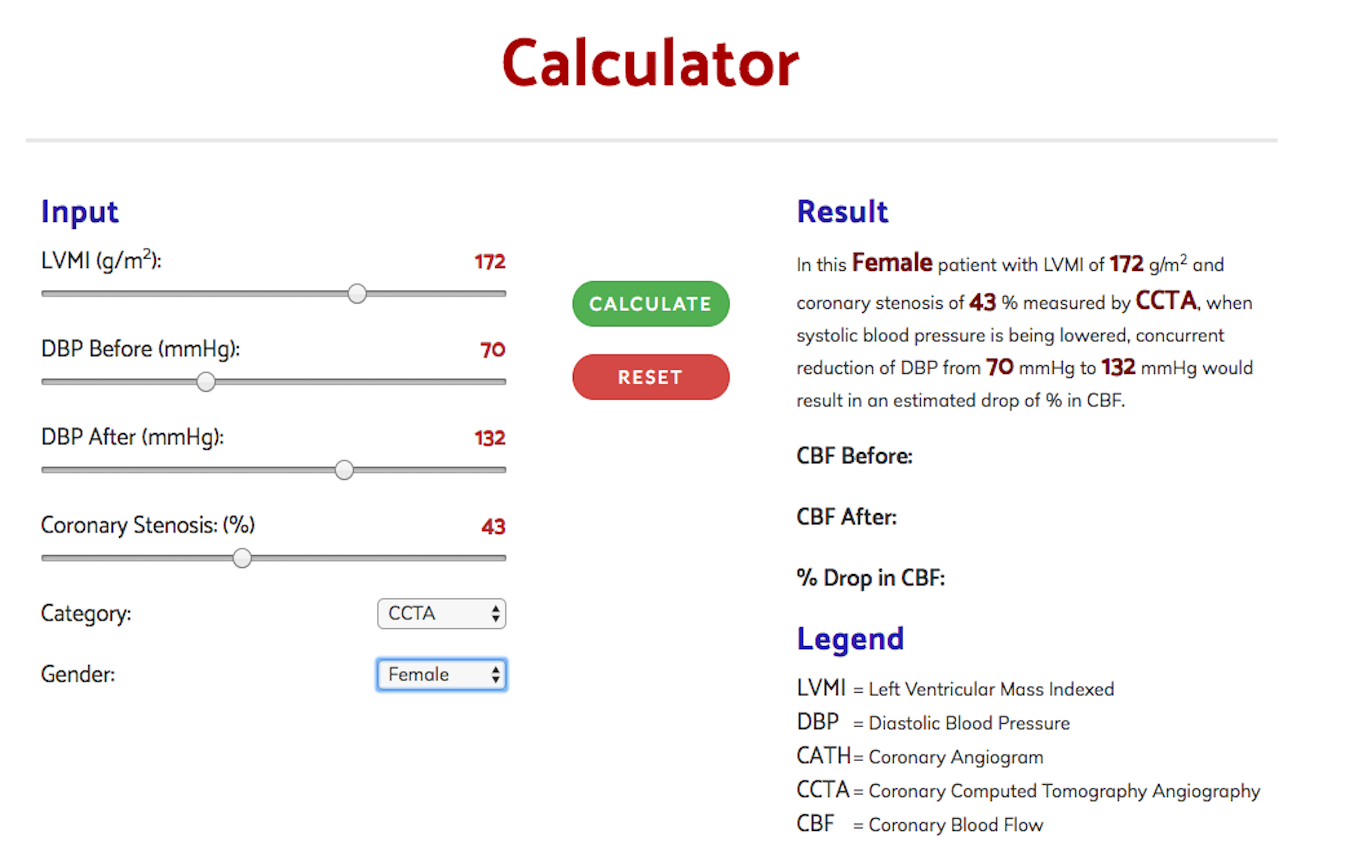 Calculator
Input
LVMI (g/m²): 172
DBP Before (mmHg): 70
DBP After (mmHg): 132
Coronary Stenosis: (%) 43
Category: CCTA
Gender: Female
CALCULATE
RESET
Result
In this Female patient with LVMI of 172 g/m² and
coronary stenosis of 43 % measured by CCTA, when
systolic blood pressure is being lowered, concurrent
reduction of DBP from 70 mmHg to 132 mmHg would
result in an estimated drop of % in CBF.
CBF Before:
CBF After:
% Drop in CBF:
Legend
LVMI = Left Ventricular Mass Indexed
DBP = Diastolic Blood Pressure
CATH= Coronary Angiogram
CCTA = Coronary Computed Tomography Angiography
CBF = Coronary Blood Flow